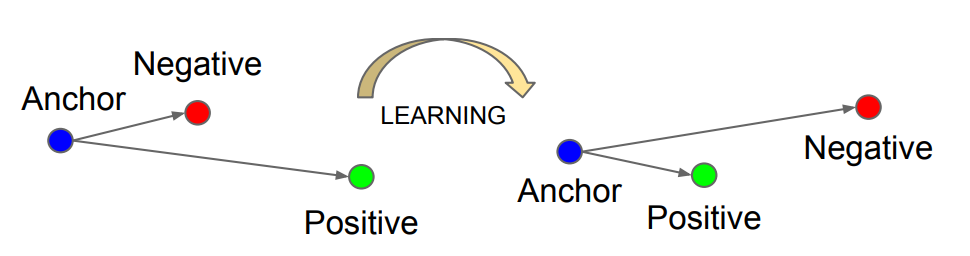 Negative
Anchor
Positive
LEARNING
Negative
Anchor
Positive